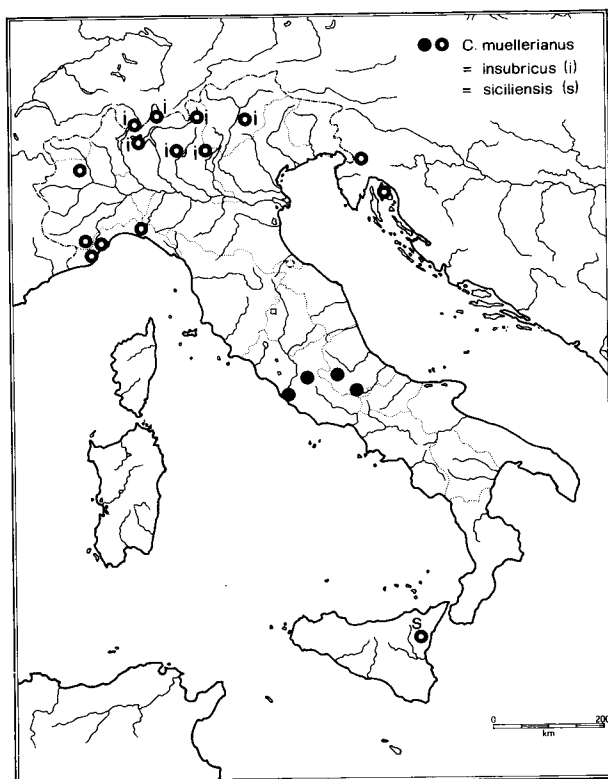 C. muellerianus
= insubricus (i)
= siciliensis (s)
i
i
i
i
i
i
i
S
0 200
km